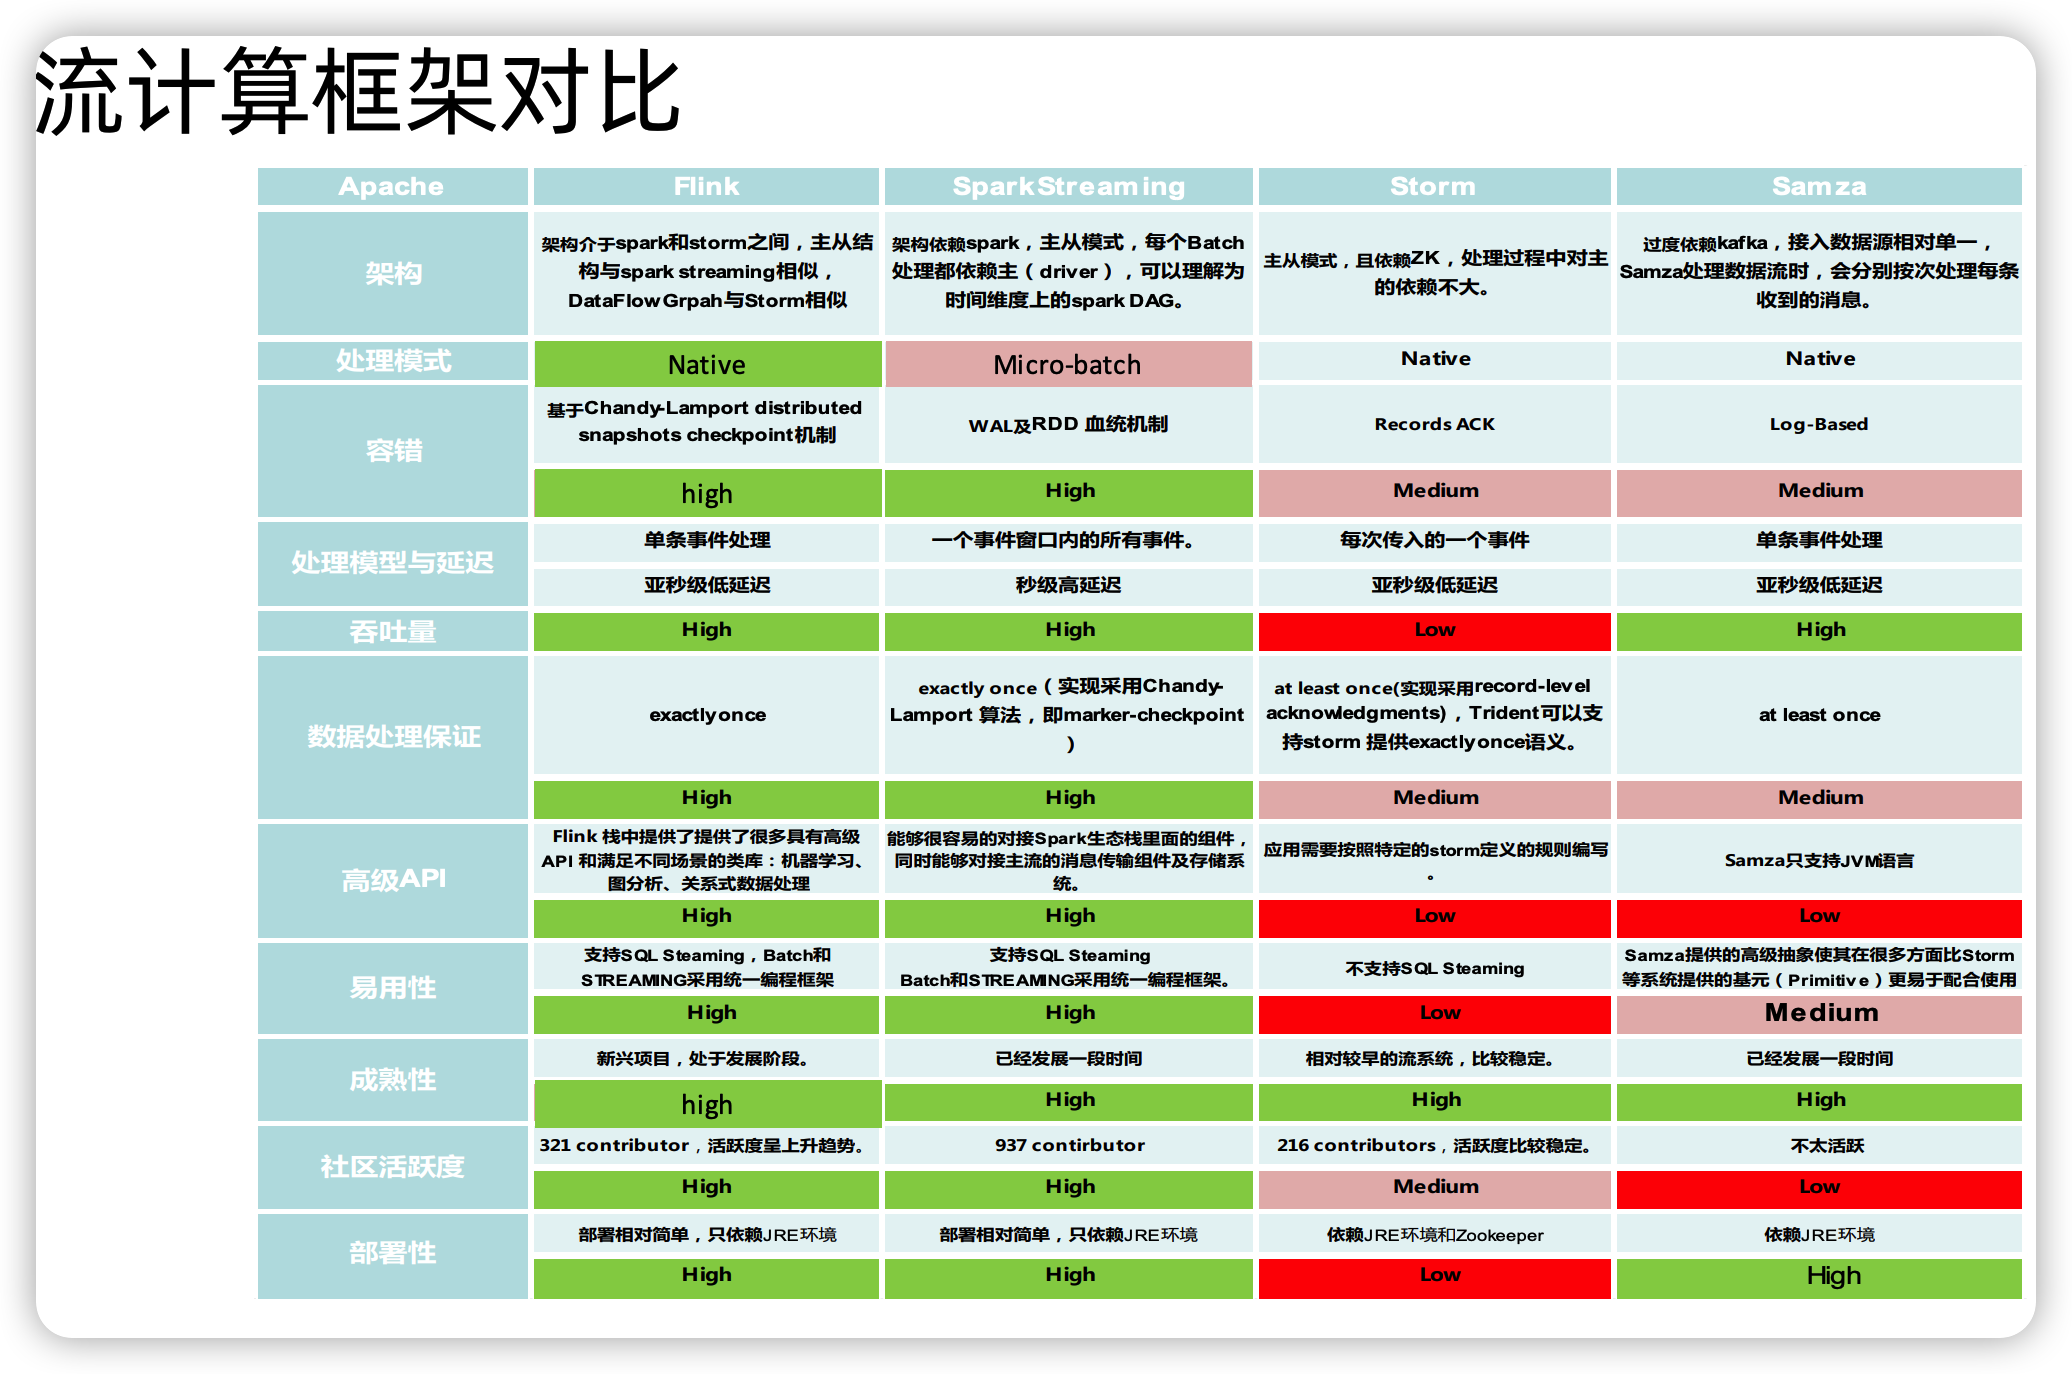 流计算框架对比
Apache
Flink
SparkStreaming
Storm
Samza
架构
架构介于spark和storm之间，主从结
构与spark streaming相似，
DataFlow Grpah与Storm相似
架构依赖spark，主从模式，每个Batch
处理都依赖主（driver），可以理解为
时间维度上的spark DAG。
主从模式，且依赖ZK，处理过程中对主
的依赖不大。
过度依赖kafka，接入数据源相对单一，
Samza处理数据流时，会分别按次处理每条
收到的消息。
处理模式
Native
Micro-batch
Native
Native
容错
基于Chandy-Lamport distributed
snapshots checkpoint机制
WAL及RDD 血统机制
Records ACK
Log-Based
high
High
Medium
Medium
处理模型与延迟
单条事件处理
一个事件窗口内的所有事件。
每次传入的一个事件
单条事件处理
亚秒级低延迟
秒级高延迟
亚秒级低延迟
亚秒级低延迟
吞吐量
High
High
Low
High
数据处理保证
exactly once
exactly once（实现采用Chandy-
Lamport 算法，即marker-checkpoint
）
at least once(实现采用record-level
acknowledgments)，Trident可以支
持storm 提供exactly once语义。
at least once
High
High
Medium
Medium
高级API
Flink 栈中提供了提供了很多具有高级
API 和满足不同场景的类库：机器学习、
图分析、关系式数据处理
能够很容易的对接Spark生态栈里面的组件，
同时能够对接主流的消息传输组件及存储系
统。
应用需要按照特定的storm定义的规则编写
。
Samza只支持JVM语言
High
High
Low
Low
易用性
支持SQL Steaming，Batch和
STREAMING采用统一编程框架
支持SQL Steaming
Batch和STREAMING采用统一编程框架。
不支持SQL Steaming
Samza提供的高级抽象使其在很多方面比Storm
等系统提供的基元（Primitive）更易于配合使用
High
High
Low
Medium
成熟性
新兴项目，处于发展阶段。
已经发展一段时间
相对较早的流系统，比较稳定。
已经发展一段时间
high
High
High
High
社区活跃度
321 contributor，活跃度呈上升趋势。
937 contirbutor
216 contributors，活跃度比较稳定。
不太活跃
High
High
Medium
Low
部署性
部署相对简单，只依赖JRE环境
部署相对简单，只依赖JRE环境
依赖JRE环境和Zookeeper
依赖JRE环境
High
High
Low
High